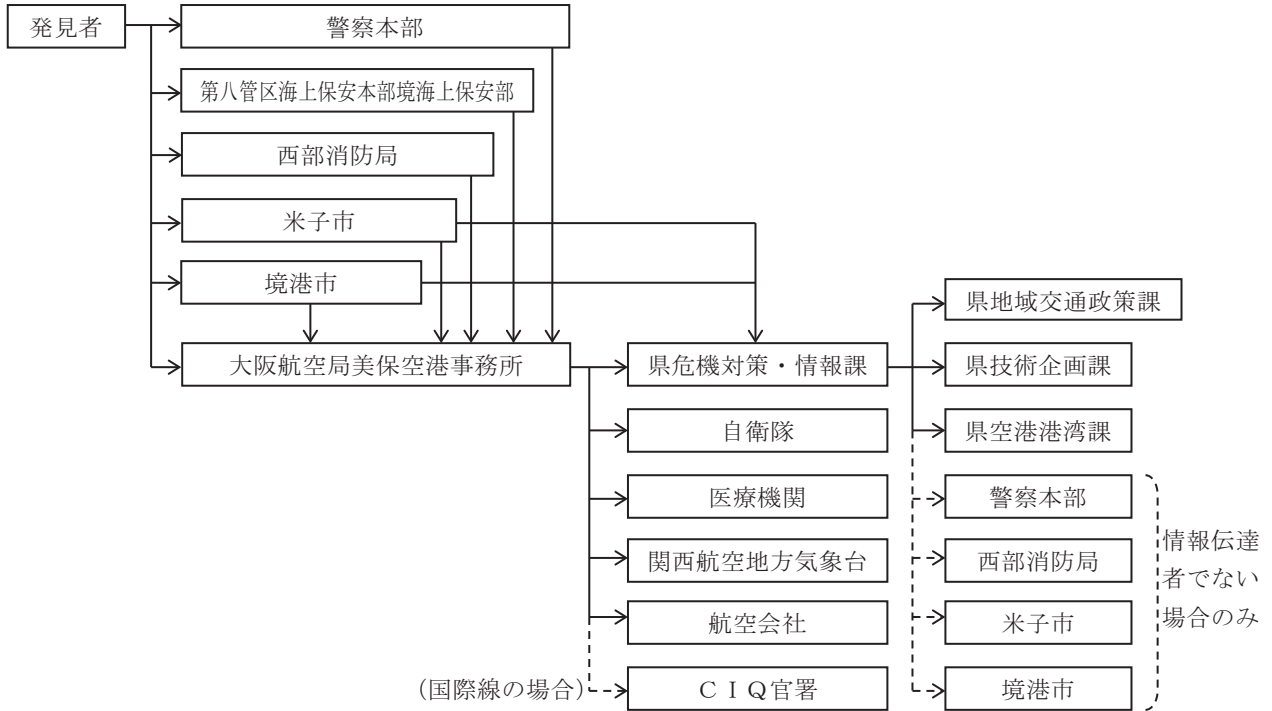 発見者
警察本部
第八管区海上保安本部境海上保安部
西部消防局
米子市
境港市
大阪航空局美保空港事務所
県危機対策・情報課
自衛隊
医療機関
関西航空地方気象台
航空会社
(国際線の場合)
ＣＩＱ官署
県地域交通政策課
県技術企画課
県空港港湾課
警察本部
西部消防局
米子市
境港市
情報伝達
者でない
場合のみ